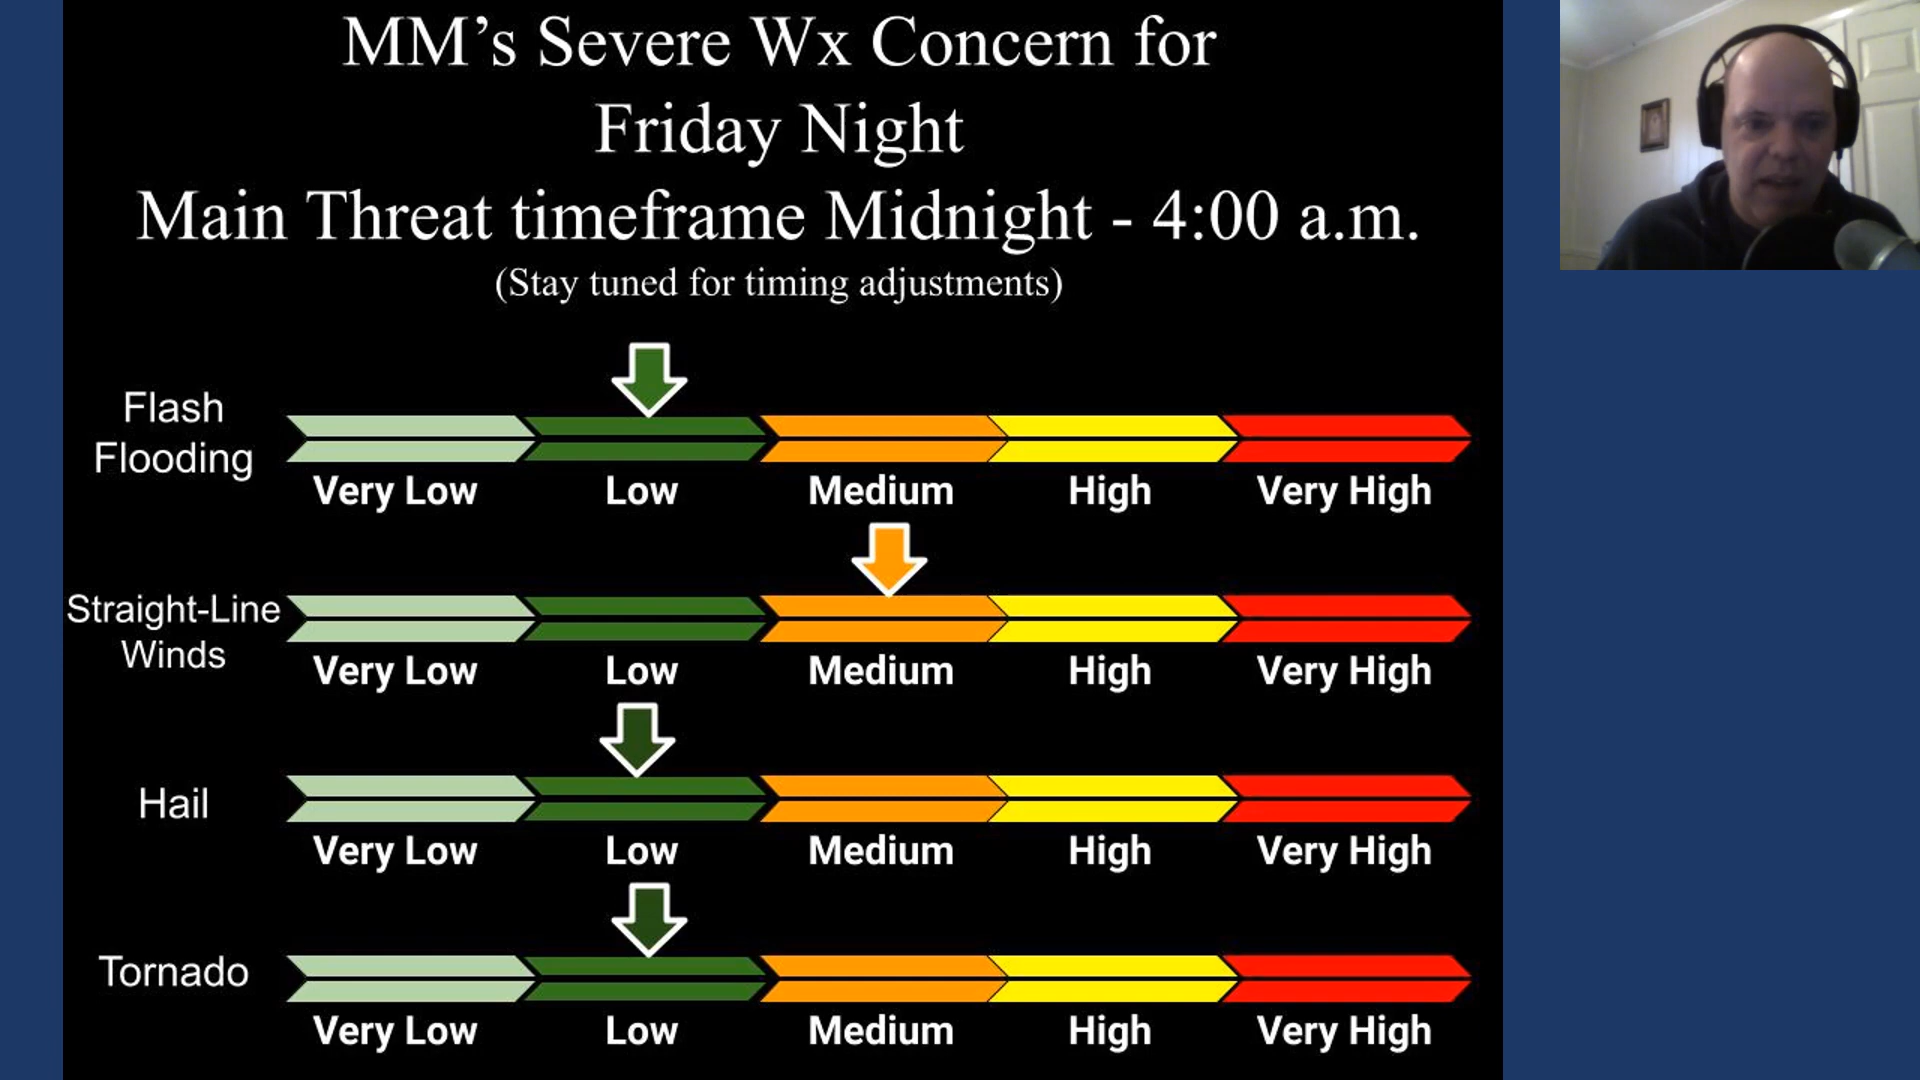 MM’s Severe Wx Concern for
Friday Night
Main Threat timeframe Midnight - 4:00 a.m.
(Stay tuned for timing adjustments)
Flash
Flooding
Very Low Low Medium High Very High
Straight-Line
Winds
Very Low Low Medium High Very High
Hail
Very Low Low Medium High Very High
Tornado
Very Low Low Medium High Very High